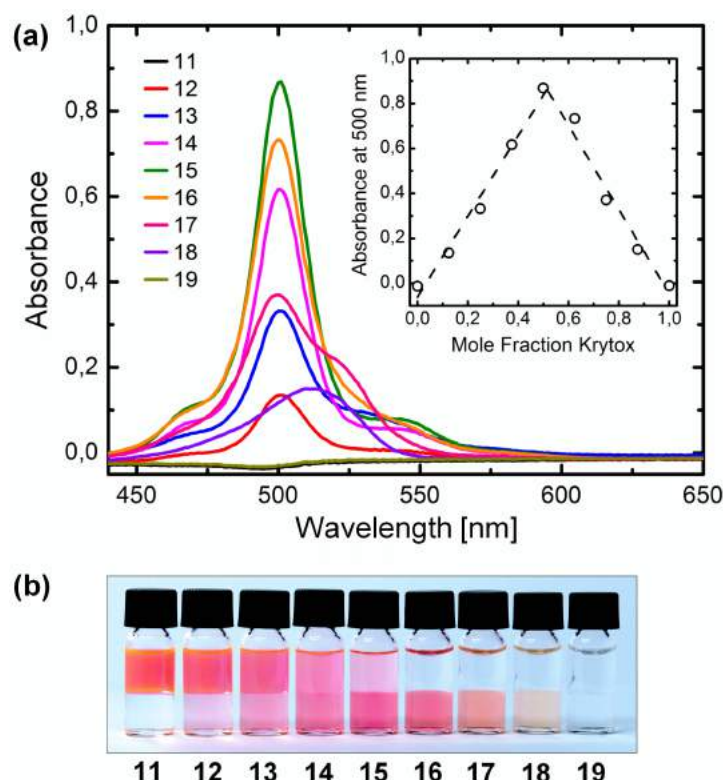 (a)
1,0
0,8
0,6
0,4
0,2
0,0
Absorbance
11
12
13
14
15
16
17
18
19
450 500 550 600 650
Wavelength [nm]
1,0
0,8
0,6
0,4
0,2
0,0
Absorbance at 500 nm
0,0 0,2 0,4 0,6 0,8 1,0
Mole Fraction Krytox
(b)
11 12 13 14 15 16 17 18 19